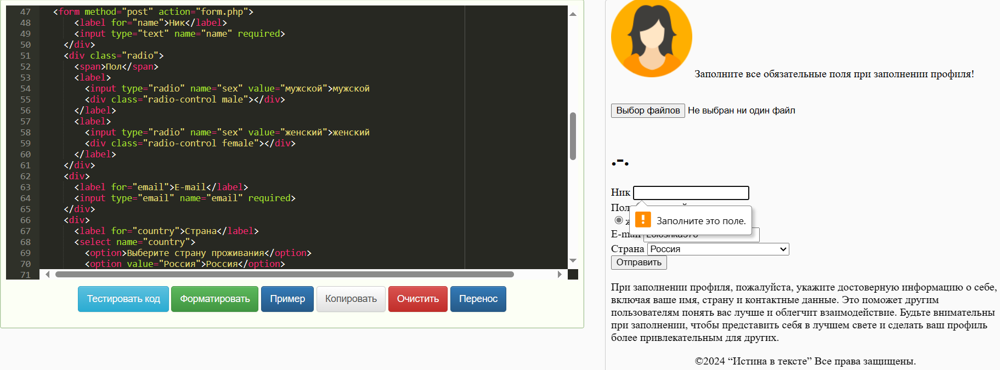 47 <form method="post" action="form.php">
48 <label for="name">Ник</label>
49 <input type="text" name="name" required>
50 </div>
51 <div class="radio">
52 <span>Пол</span>
53 <label>
54 <input type="radio" name="sex" value="мужской">мужской
55 <div class="radio-control male"></div>
56 </label>
57 <label>
58 <input type="radio" name="sex" value="женский">женский
59 <div class="radio-control female"></div>
60 </label>
61 </div>
62 <div>
63 <label for="email">E-mail</label>
64 <input type="email" name="email" required>
65 </div>
66 <div>
67 <label for="country">Страна</label>
68 <select name="country">
69 <option>Выберите страну проживания</option>
70 <option value="Россия">Россия</option>
71
Тестировать код Форматировать Пример Копировать Очистить Перенос
Заполните все обязательные поля при заполнении профиля!
Выбор файлов Не выбран ни один файл
.-.
Ник
Пол
Заполните это поле.
E-mail
Страна Россия
Отправить
При заполнении профиля, пожалуйста, укажите достоверную информацию о себе,
включая ваше имя, страну и контактные данные. Это поможет другим
пользователям понять вас лучше и облегчит взаимодействие. Будьте внимательны
при заполнении, чтобы представить себя в лучшем свете и сделать ваш профиль
более привлекательным для других.
©2024 “Истина в тексте” Все права защищены.